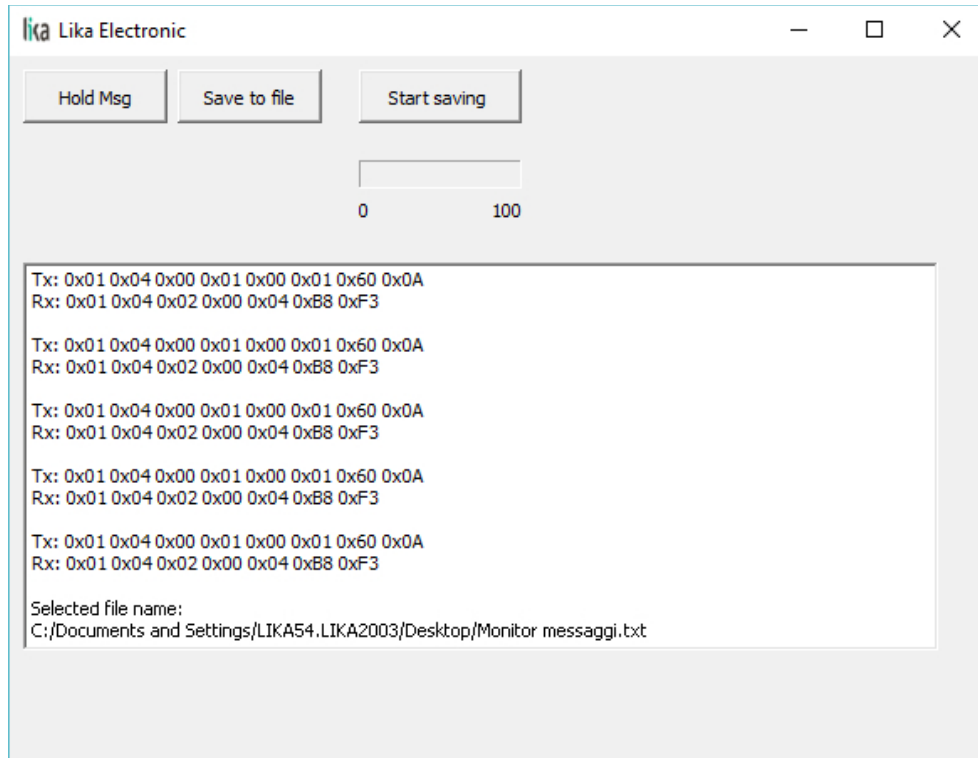 lika Lika Electronic
Hold Msg Save to file Start saving
0 100
Tx: 0x01 0x04 0x00 0x01 0x00 0x01 0x60 0x0A
Rx: 0x01 0x04 0x02 0x00 0x04 0xB8 0xF3
Tx: 0x01 0x04 0x00 0x01 0x00 0x01 0x60 0x0A
Rx: 0x01 0x04 0x02 0x00 0x04 0xB8 0xF3
Tx: 0x01 0x04 0x00 0x01 0x00 0x01 0x60 0x0A
Rx: 0x01 0x04 0x02 0x00 0x04 0xB8 0xF3
Tx: 0x01 0x04 0x00 0x01 0x00 0x01 0x60 0x0A
Rx: 0x01 0x04 0x02 0x00 0x04 0xB8 0xF3
Tx: 0x01 0x04 0x00 0x01 0x00 0x01 0x60 0x0A
Rx: 0x01 0x04 0x02 0x00 0x04 0xB8 0xF3
Selected file name:
C:/Documents and Settings/LIKA54.LIKA2003/Desktop/Monitor messaggi.txt